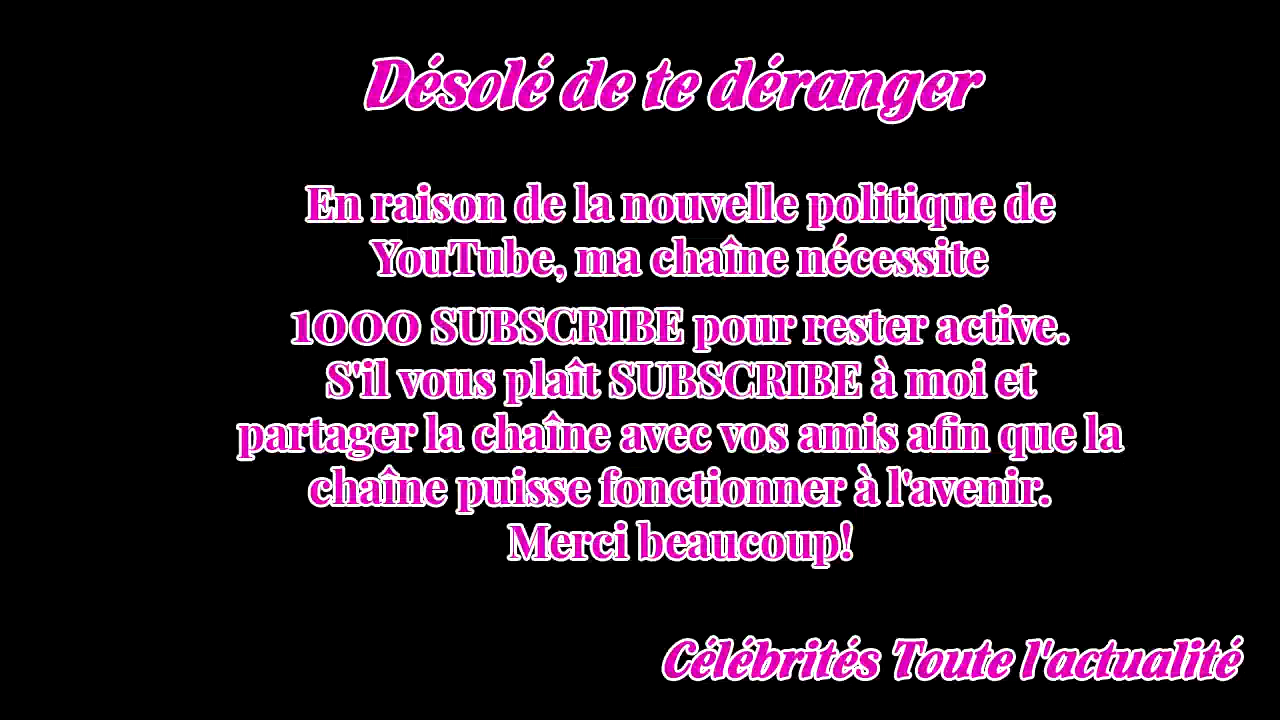 Désolé de te déranger
En raison de la nouvelle politique de
YouTube, ma chaîne nécessite
1000 SUBSCRIBE pour rester active.
S'il vous plaît SUBSCRIBE à moi et
partager la chaîne avec vos amis afin que la
chaîne puisse fonctionner à l'avenir.
Merci beaucoup!
Célébrités Toute l'actualité